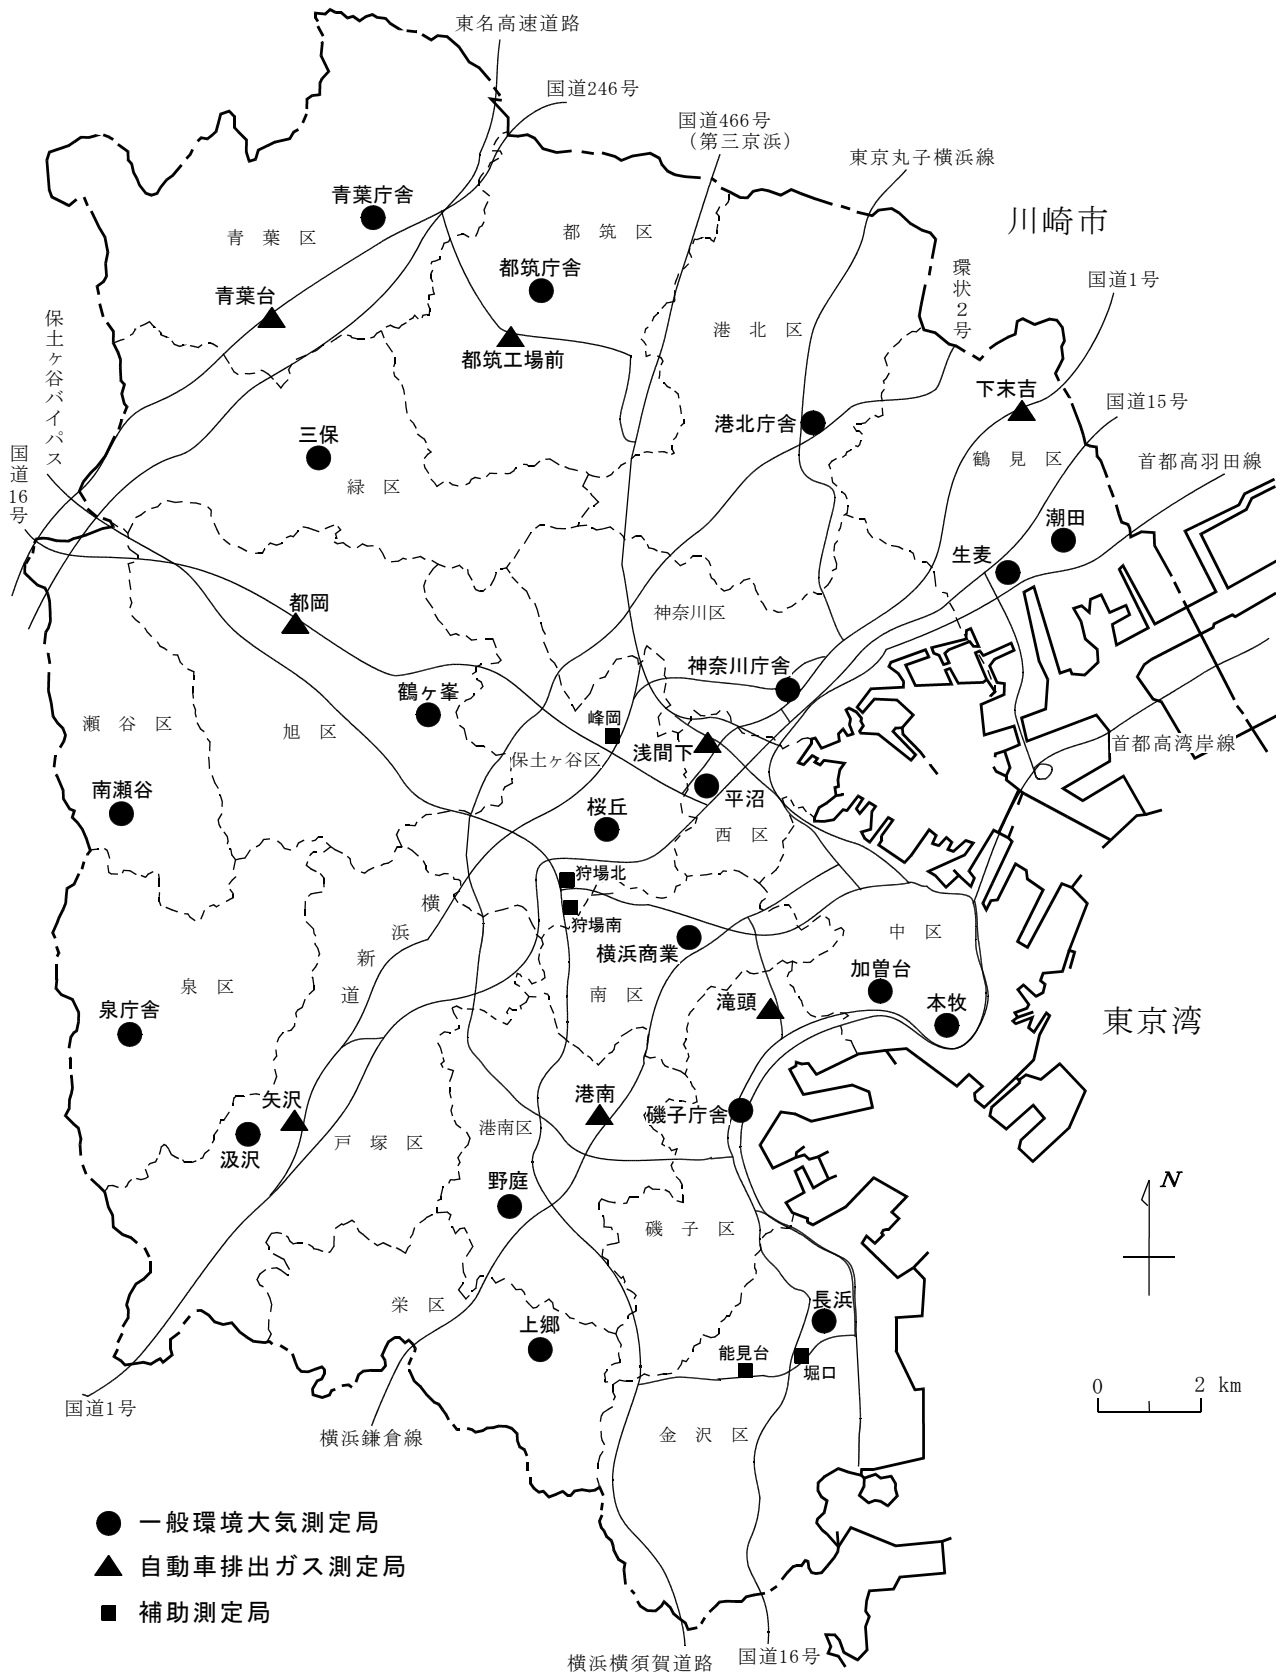 東名高速道路
国道246号
国道466号
（第三京浜）
東京丸子横浜線
川崎市
青葉庁舎
青 葉 区
都 筑 区
都筑庁舎
環状２号
国道1号
青葉台
保土ヶ谷バイパス
港 北 区
都筑工場前
下末吉
国道15号
港北庁舎
三保
国道16号
鶴 見 区
首都高羽田線
緑 区
潮田
生麦
都岡
神奈川区
神奈川庁舎
鶴ヶ峯
瀬 谷 区
旭 区
峰岡
保土ヶ谷区
浅間下
首都高湾岸線
南瀬谷
桜丘
平沼
西 区
狩場北
横浜新道
狩場南
横浜商業
中 区
加曽台
泉 区
南 区
滝頭
本牧
泉庁舎
東京湾
矢沢
港南
磯子庁舎
港南区
戸 塚 区
汲沢
野庭
N
磯 子 区
栄 区
長浜
上郷
能見台
堀口
0 2 km
国道1号
横浜鎌倉線
金 沢 区
一般環境大気測定局
自動車排出ガス測定局
補助測定局
横浜横須賀道路
国道16号